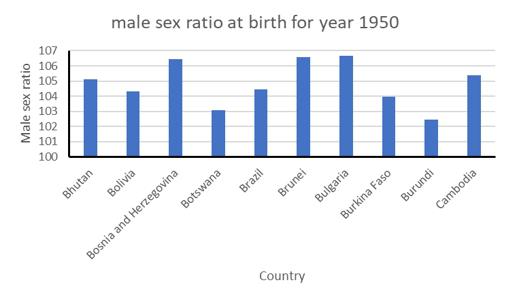 male sex ratio at birth for year 1950
Male sex ratio
107
106
105
104
103
102
101
100
Bhutan
Bolivia
Bosnia and Herzegovina
Botswana
Brazil
Brunei
Bulgaria
Burkina Faso
Burundi
Cambodia
Country